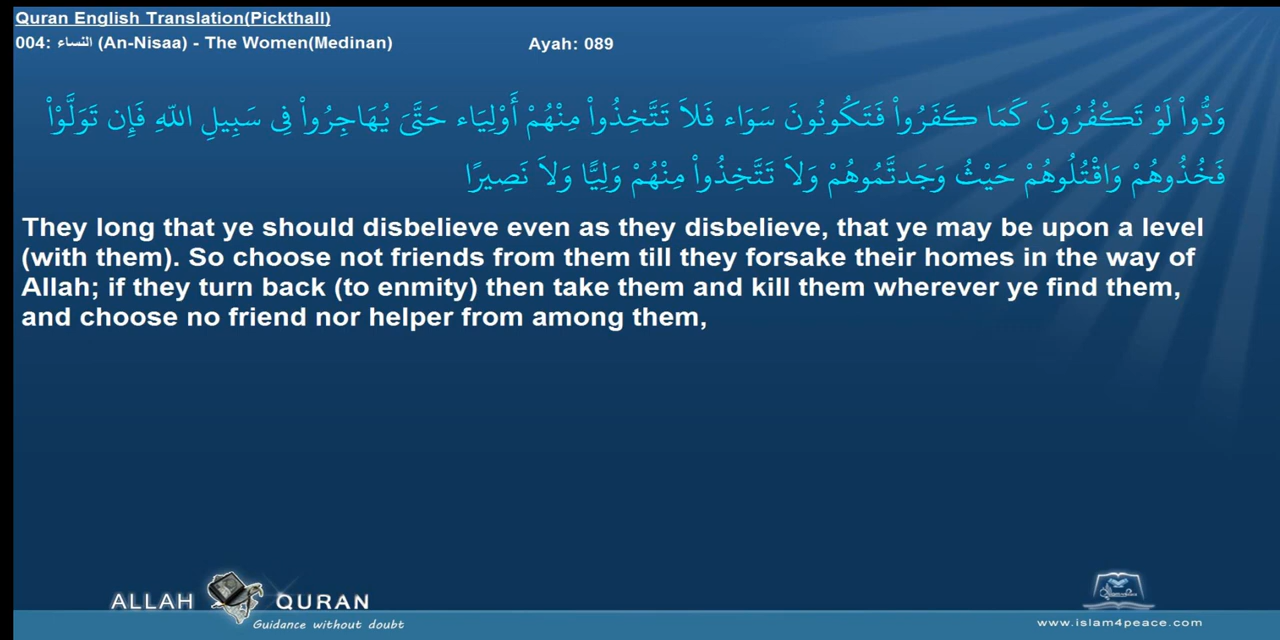 Quran English Translation(Pickthall)
004: النساء (An-Nisaa) - The Women(Medinan) Ayah: 089
وَدُّواْ لَوْ تَكْفُرُونَ كَمَا كَفَرُواْ فَتَكُونُونَ سَوَاء فَلاَ تَتَّخِذُواْ مِنْهُمْ أَوْلِيَاء حَتَّىَ يُهَاجِرُواْ فِي سَبِيلِ اللّهِ فَإِن تَوَلَّوْاْ
فَخُذُوهُمْ وَاقْتُلُوهُمْ حَيْثُ وَجَدتَّمُوهُمْ وَلاَ تَتَّخِذُواْ مِنْهُمْ وَلِيًّا وَلاَ نَصِيرًا
They long that ye should disbelieve even as they disbelieve, that ye may be upon a level
(with them). So choose not friends from them till they forsake their homes in the way of
Allah; if they turn back (to enmity) then take them and kill them wherever ye find them,
and choose no friend nor helper from among them,
ALLAH QURAN
Guidance without doubt
www.islam4peace.com